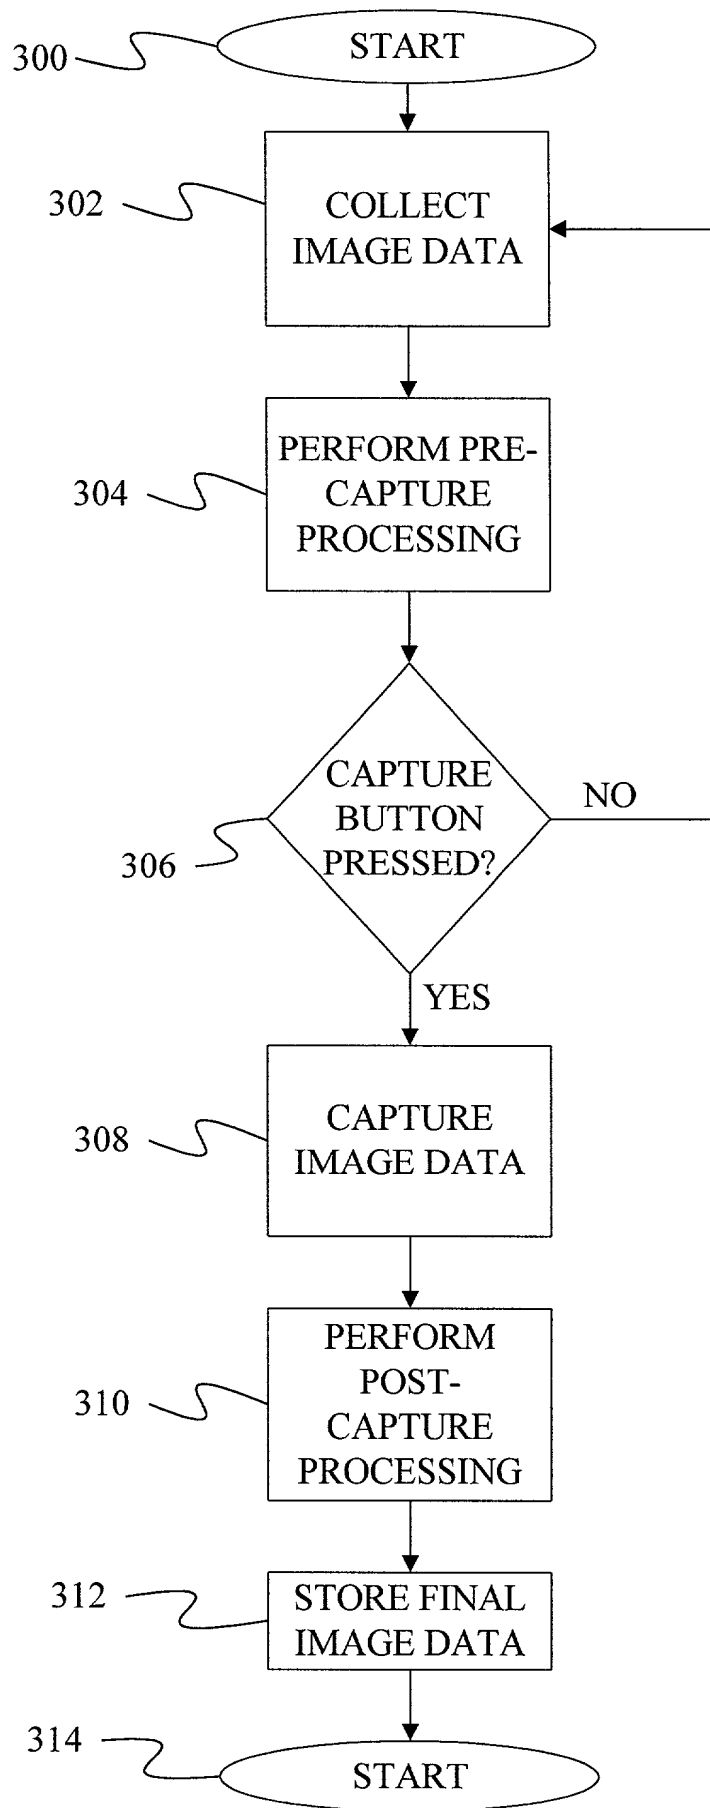 300
START
302
COLLECT
IMAGE DATA
304
PERFORM PRE-
CAPTURE
PROCESSING
306
CAPTURE
BUTTON
PRESSED?
NO
YES
308
CAPTURE
IMAGE DATA
310
PERFORM
POST-
CAPTURE
PROCESSING
312
STORE FINAL
IMAGE DATA
314
START